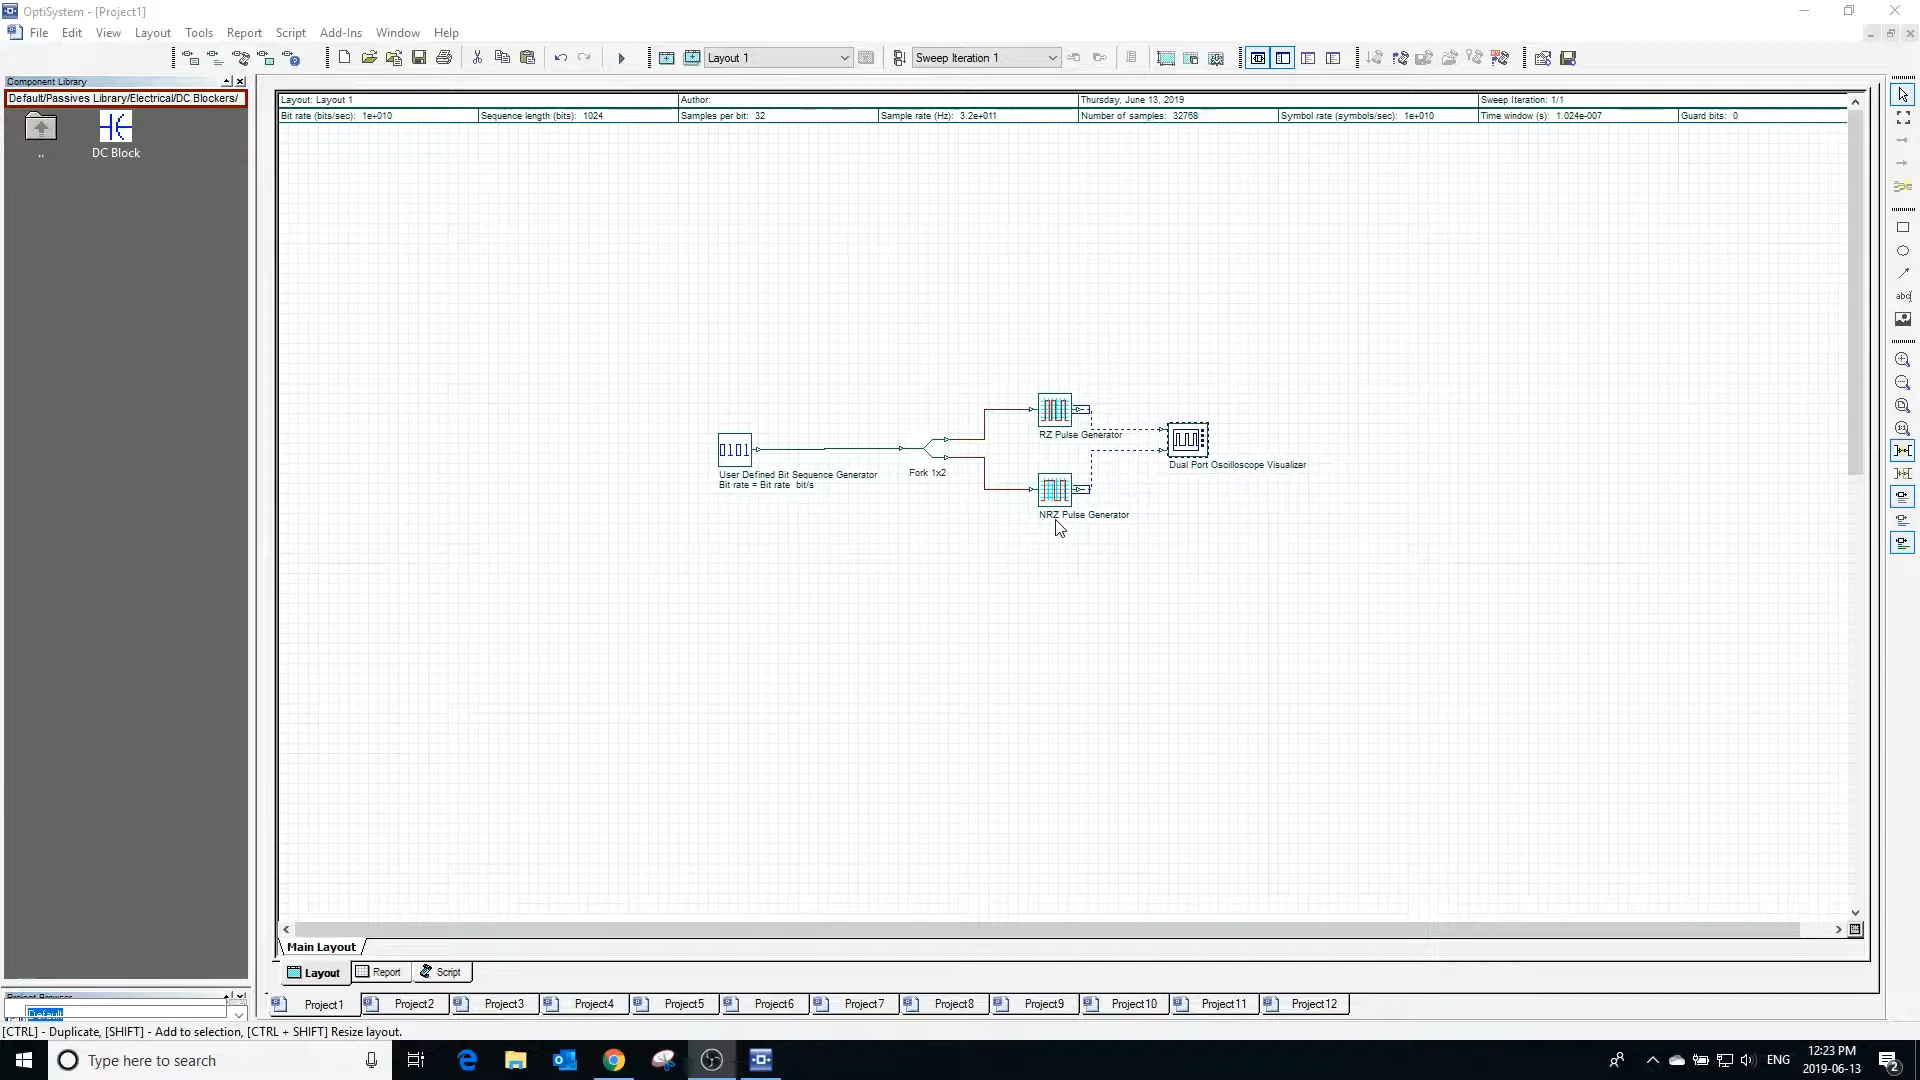 OptiSystem - [Project1]
File Edit View Layout Tools Report Script Add-Ins Window Help
Layout 1
Sweep Iteration 1
Component Library
Default/Passives Library/Electrical/DC Blockers/
..
DC Block
Layout: Layout 1
Author:
Thursday, June 13, 2019
Sweep Iteration: 1/1
Bit rate (bits/sec): 1e+010
Sequence length (bits): 1024
Samples per bit: 32
Sample rate (Hz): 3.2e+011
Number of samples: 32768
Symbol rate (symbols/sec): 1e+010
Time window (s): 1.024e-007
Guard bits: 0
0101
User Defined Bit Sequence Generator
Bit rate = Bit rate bit/s
Fork 1x2
RZ Pulse Generator
NRZ Pulse Generator
Dual Port Oscilloscope Visualizer
Main Layout
Layout Report Script
Project Browser
Default
Project1 Project2 Project3 Project4 Project5 Project6 Project7 Project8 Project9 Project10 Project11 Project12
[CTRL] - Duplicate, [SHIFT] - Add to selection, [CTRL + SHIFT] Resize layout.
Type here to search
ENG
12:23 PM
2019-06-13
2